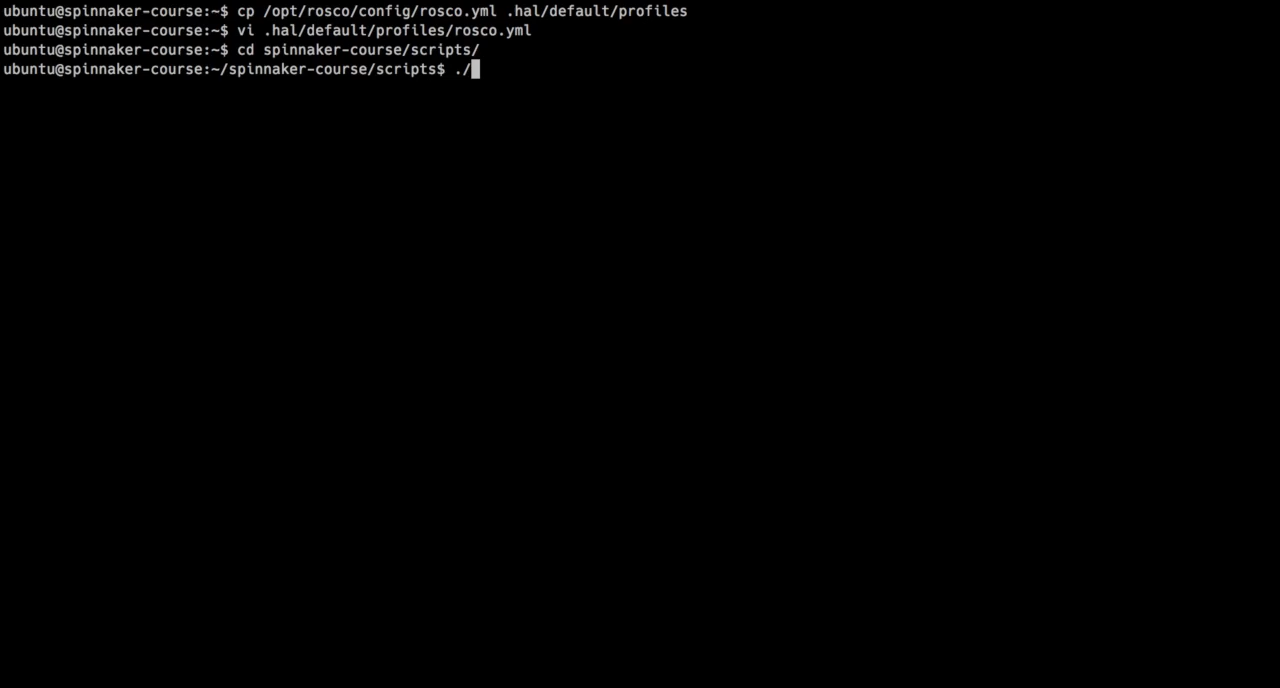 ubuntu@spinnaker-course:~$ cp /opt/rosco/config/rosco.yml .hal/default/profiles
ubuntu@spinnaker-course:~$ vi .hal/default/profiles/rosco.yml
ubuntu@spinnaker-course:~$ cd spinnaker-course/scripts/
ubuntu@spinnaker-course:~/spinnaker-course/scripts$ ./